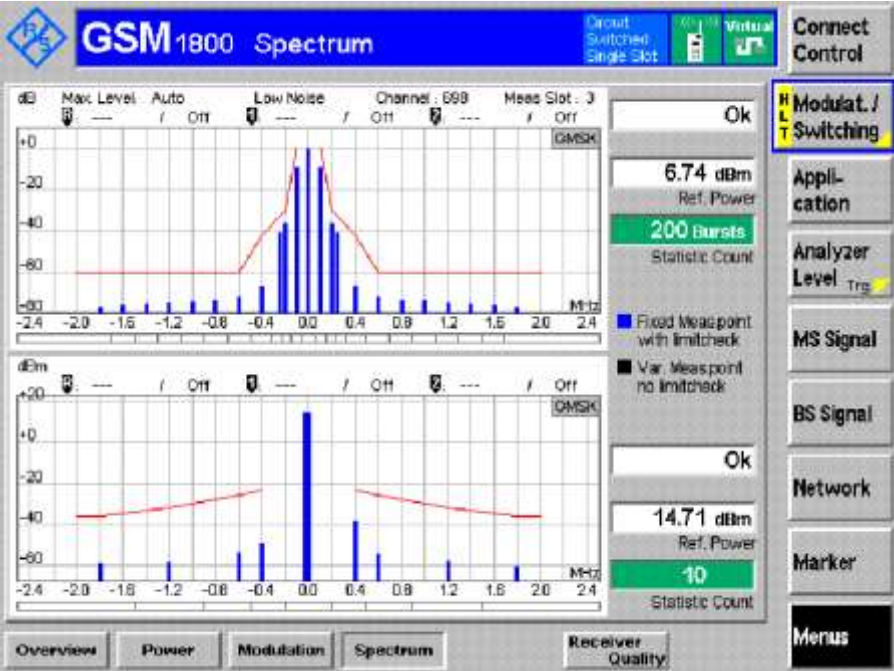 R&S
GSM 1800 Spectrum
Circuit
Switched
Single Slot
Virtual
Connect
Control
dB Max. Level Auto Low Noise Channel : 698 Meas Slot : 3
R --- / Off 1 --- / Off 2 --- / Off
GMSK
+0
-20
-40
-60
-80
MHz
-2.4 -2.0 -1.6 -1.2 -0.8 -0.4 0.0 0.4 0.8 1.2 1.6 2.0 2.4
Ok
6.74 dBm
Ref. Power
200 Bursts
Statistic Count
Fixed Measpoint
with limitcheck
Var. Measpoint
no limitcheck
dBm
R. --- / Off 1. --- / Off 2. --- / Off
+20
GMSK
+0
-20
-40
-60
MHz
-2.4 -2.0 -1.6 -1.2 -0.8 -0.4 0.0 0.4 0.8 1.2 1.6 2.0 2.4
Ok
14.71 dBm
Ref. Power
10
Statistic Count
HLT
Modulat. /
Switching
Appli-
cation
Analyzer
Level Trg
MS Signal
BS Signal
Network
Marker
Menus
Overview Power Modulation Spectrum Receiver
Quality